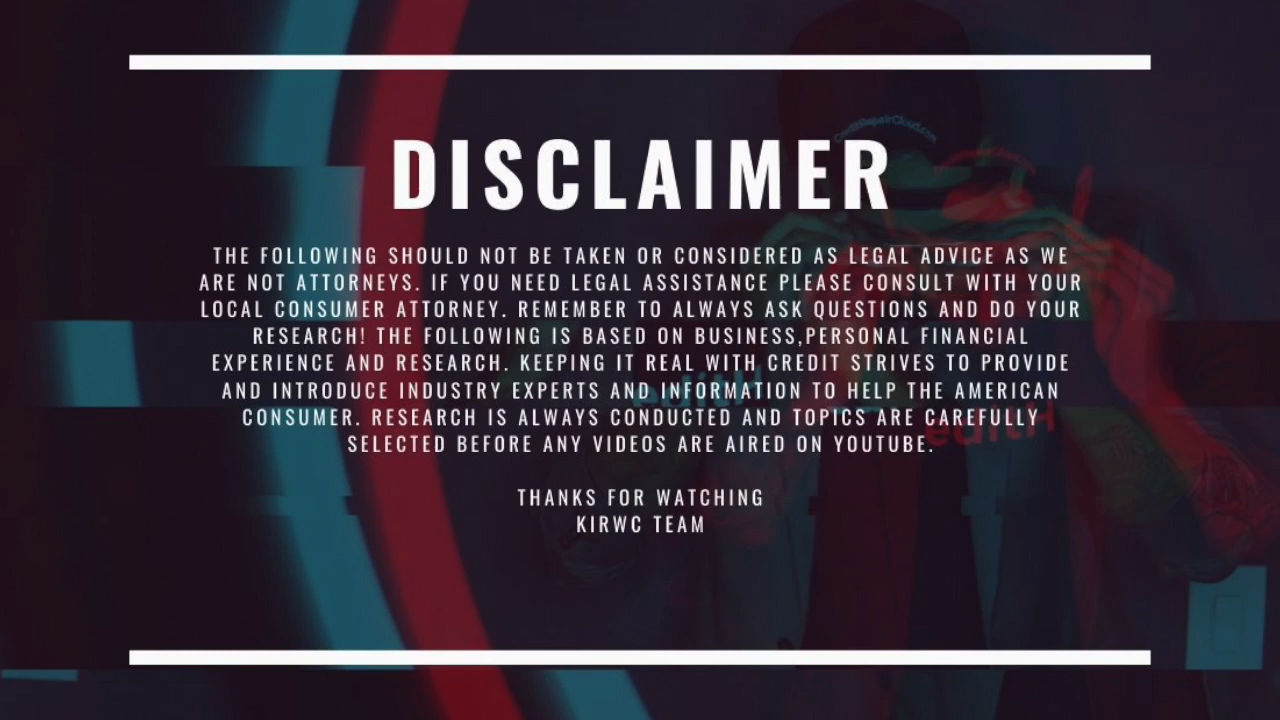 CreditRepairCloud.com
DISCLAIMER
THE FOLLOWING SHOULD NOT BE TAKEN OR CONSIDERED AS LEGAL ADVICE AS WE
ARE NOT ATTORNEYS. IF YOU NEED LEGAL ASSISTANCE PLEASE CONSULT WITH YOUR
LOCAL CONSUMER ATTORNEY. REMEMBER TO ALWAYS ASK QUESTIONS AND DO YOUR
RESEARCH! THE FOLLOWING IS BASED ON BUSINESS,PERSONAL FINANCIAL
EXPERIENCE AND RESEARCH. KEEPING IT REAL WITH CREDIT STRIVES TO PROVIDE
AND INTRODUCE INDUSTRY EXPERTS AND INFORMATION TO HELP THE AMERICAN
CONSUMER. RESEARCH IS ALWAYS CONDUCTED AND TOPICS ARE CAREFULLY
SELECTED BEFORE ANY VIDEOS ARE AIRED ON YOUTUBE.
THANKS FOR WATCHING
KIRWC TEAM